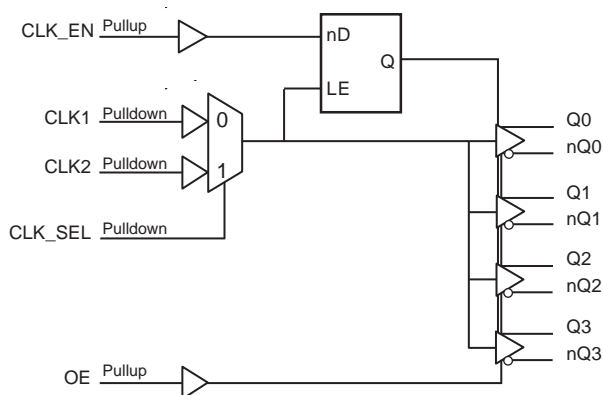 CLK_EN Pullup
nD
Q
LE
CLK1 Pulldown
0
CLK2 Pulldown
1
CLK_SEL Pulldown
Q0
nQ0
Q1
nQ1
Q2
nQ2
Q3
nQ3
OE Pullup